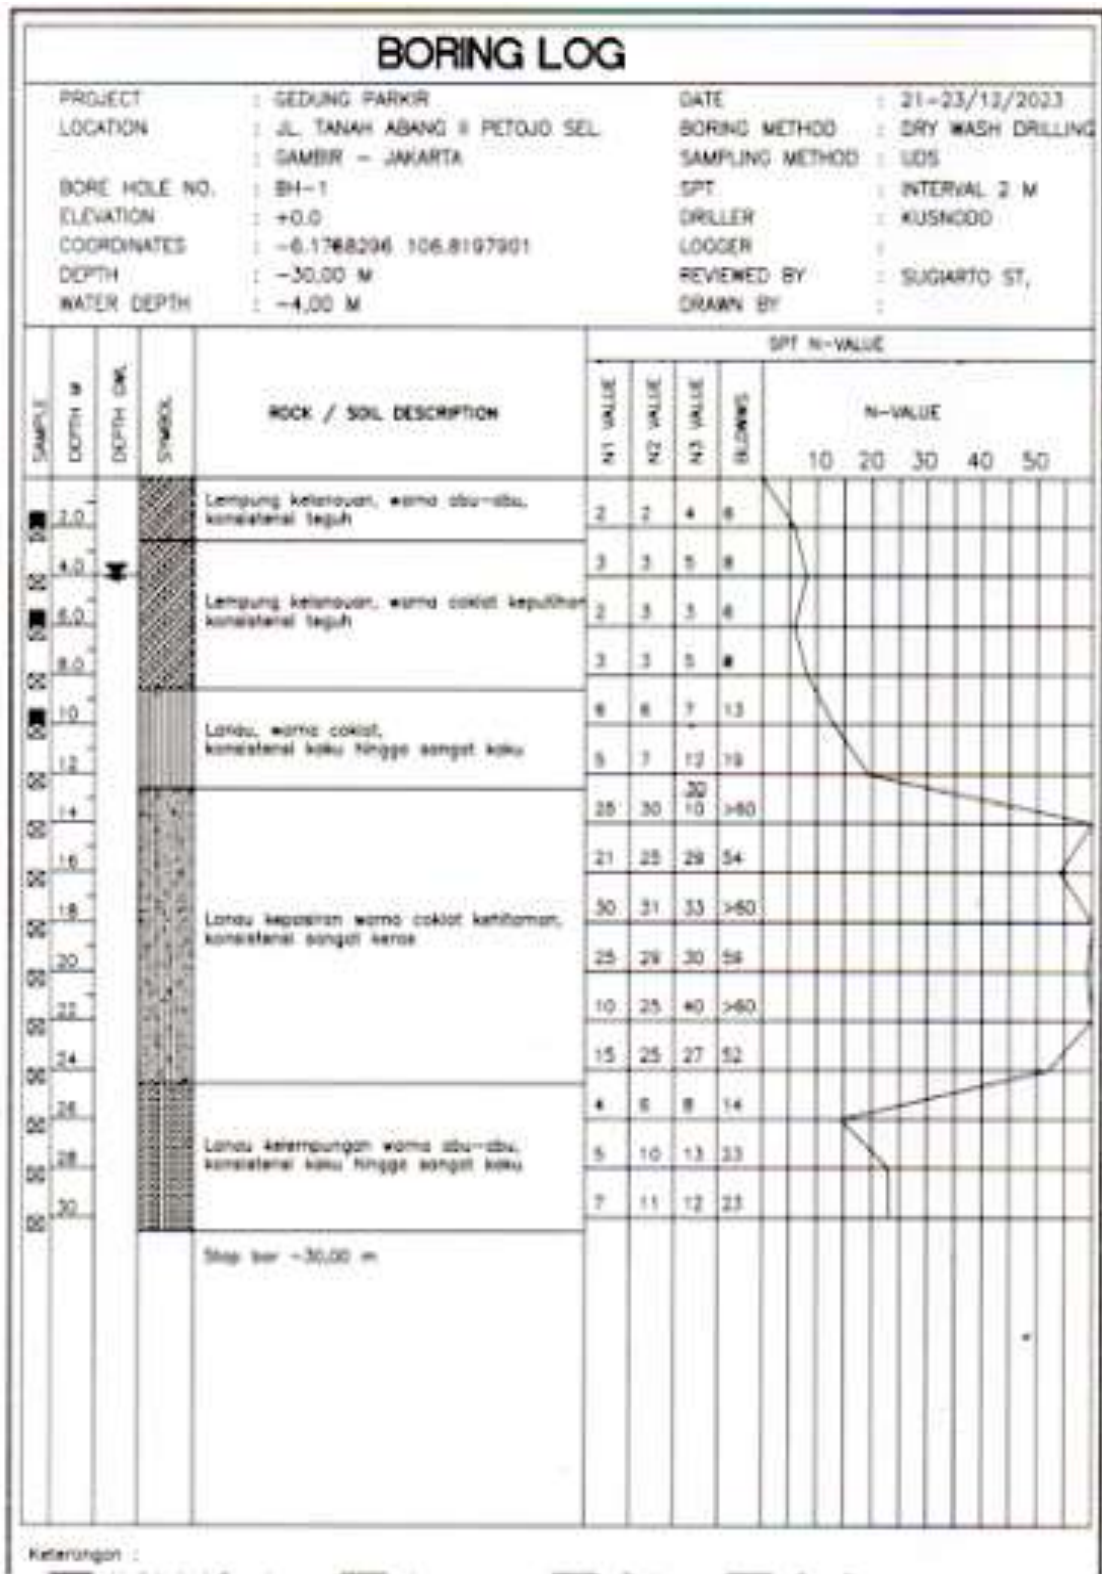 BORING LOG
PROJECT : GEDUNG PARKIR DATE : 21-23/12/2023
LOCATION : JL. TANAH ABANG II PETOJO SEL. BORING METHOD : DRY WASH DRILLING
: GAMBIR - JAKARTA SAMPLING METHOD : UDS
BORE HOLE NO. : BH-1 SPT : INTERVAL 2 M
ELEVATION : +0.0 DRILLER : KUSNODO
COORDINATES : -6.1768296 106.8197901 LOGGER :
DEPTH : -30,00 M REVIEWED BY : SUGIARTO ST,
WATER DEPTH : -4,00 M DRAWN BY :
SPT N-VALUE
SAMPLE DEPTH M DEPTH GWL SYMBOL ROCK / SOIL DESCRIPTION N1 VALUE N2 VALUE N3 VALUE BLOWS N-VALUE
10 20 30 40 50
Lempung kelanauan, warna abu-abu,
konsistensi teguh
2.0 2 2 4 6
4.0 3 3 5 8
Lempung kelanauan, warna coklat keputihan
konsistensi teguh
6.0 2 3 3 6
8.0 3 3 5
10 6 6 7 13
Lanau, warna coklat,
konsistensi kaku hingga sangat kaku
12 5 7 12 19
30
14 25 30 10 >60
16 21 25 29 54
18 30 31 33 >60
Lanau kepasiran warna coklat kehitaman,
konsistensi sangat keras
20 25 29 30 59
22 10 25 40 >60
24 15 25 27 52
26 4 6 8 14
Lanau kelempungan warna abu-abu,
konsistensi kaku hingga sangat kaku
28 5 10 13 23
30 7 11 12 23
Stop bor -30,00 m
Keterangan :